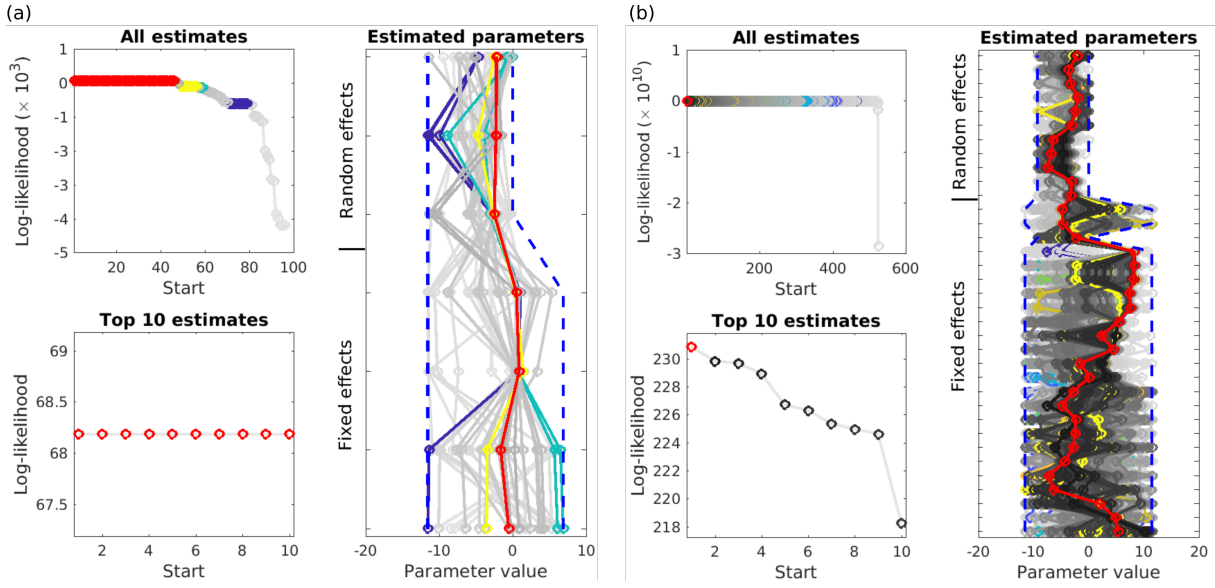 (a)
All estimates
Log-likelihood (× 10³)
1
0
-1
-2
-3
-4
-5
20 40 60 80 100
Start
Top 10 estimates
Log-likelihood
69
68.5
68
67.5
2 4 6 8 10
Start
Estimated parameters
Random effects
Fixed effects
-20 -10 0 10
Parameter value
(b)
All estimates
Log-likelihood (× 10¹⁰)
1
0
-1
-2
-3
200 400 600
Start
Top 10 estimates
Log-likelihood
230
228
226
224
222
220
218
2 4 6 8 10
Start
Estimated parameters
Random effects
Fixed effects
-20 -10 0 10 20
Parameter value